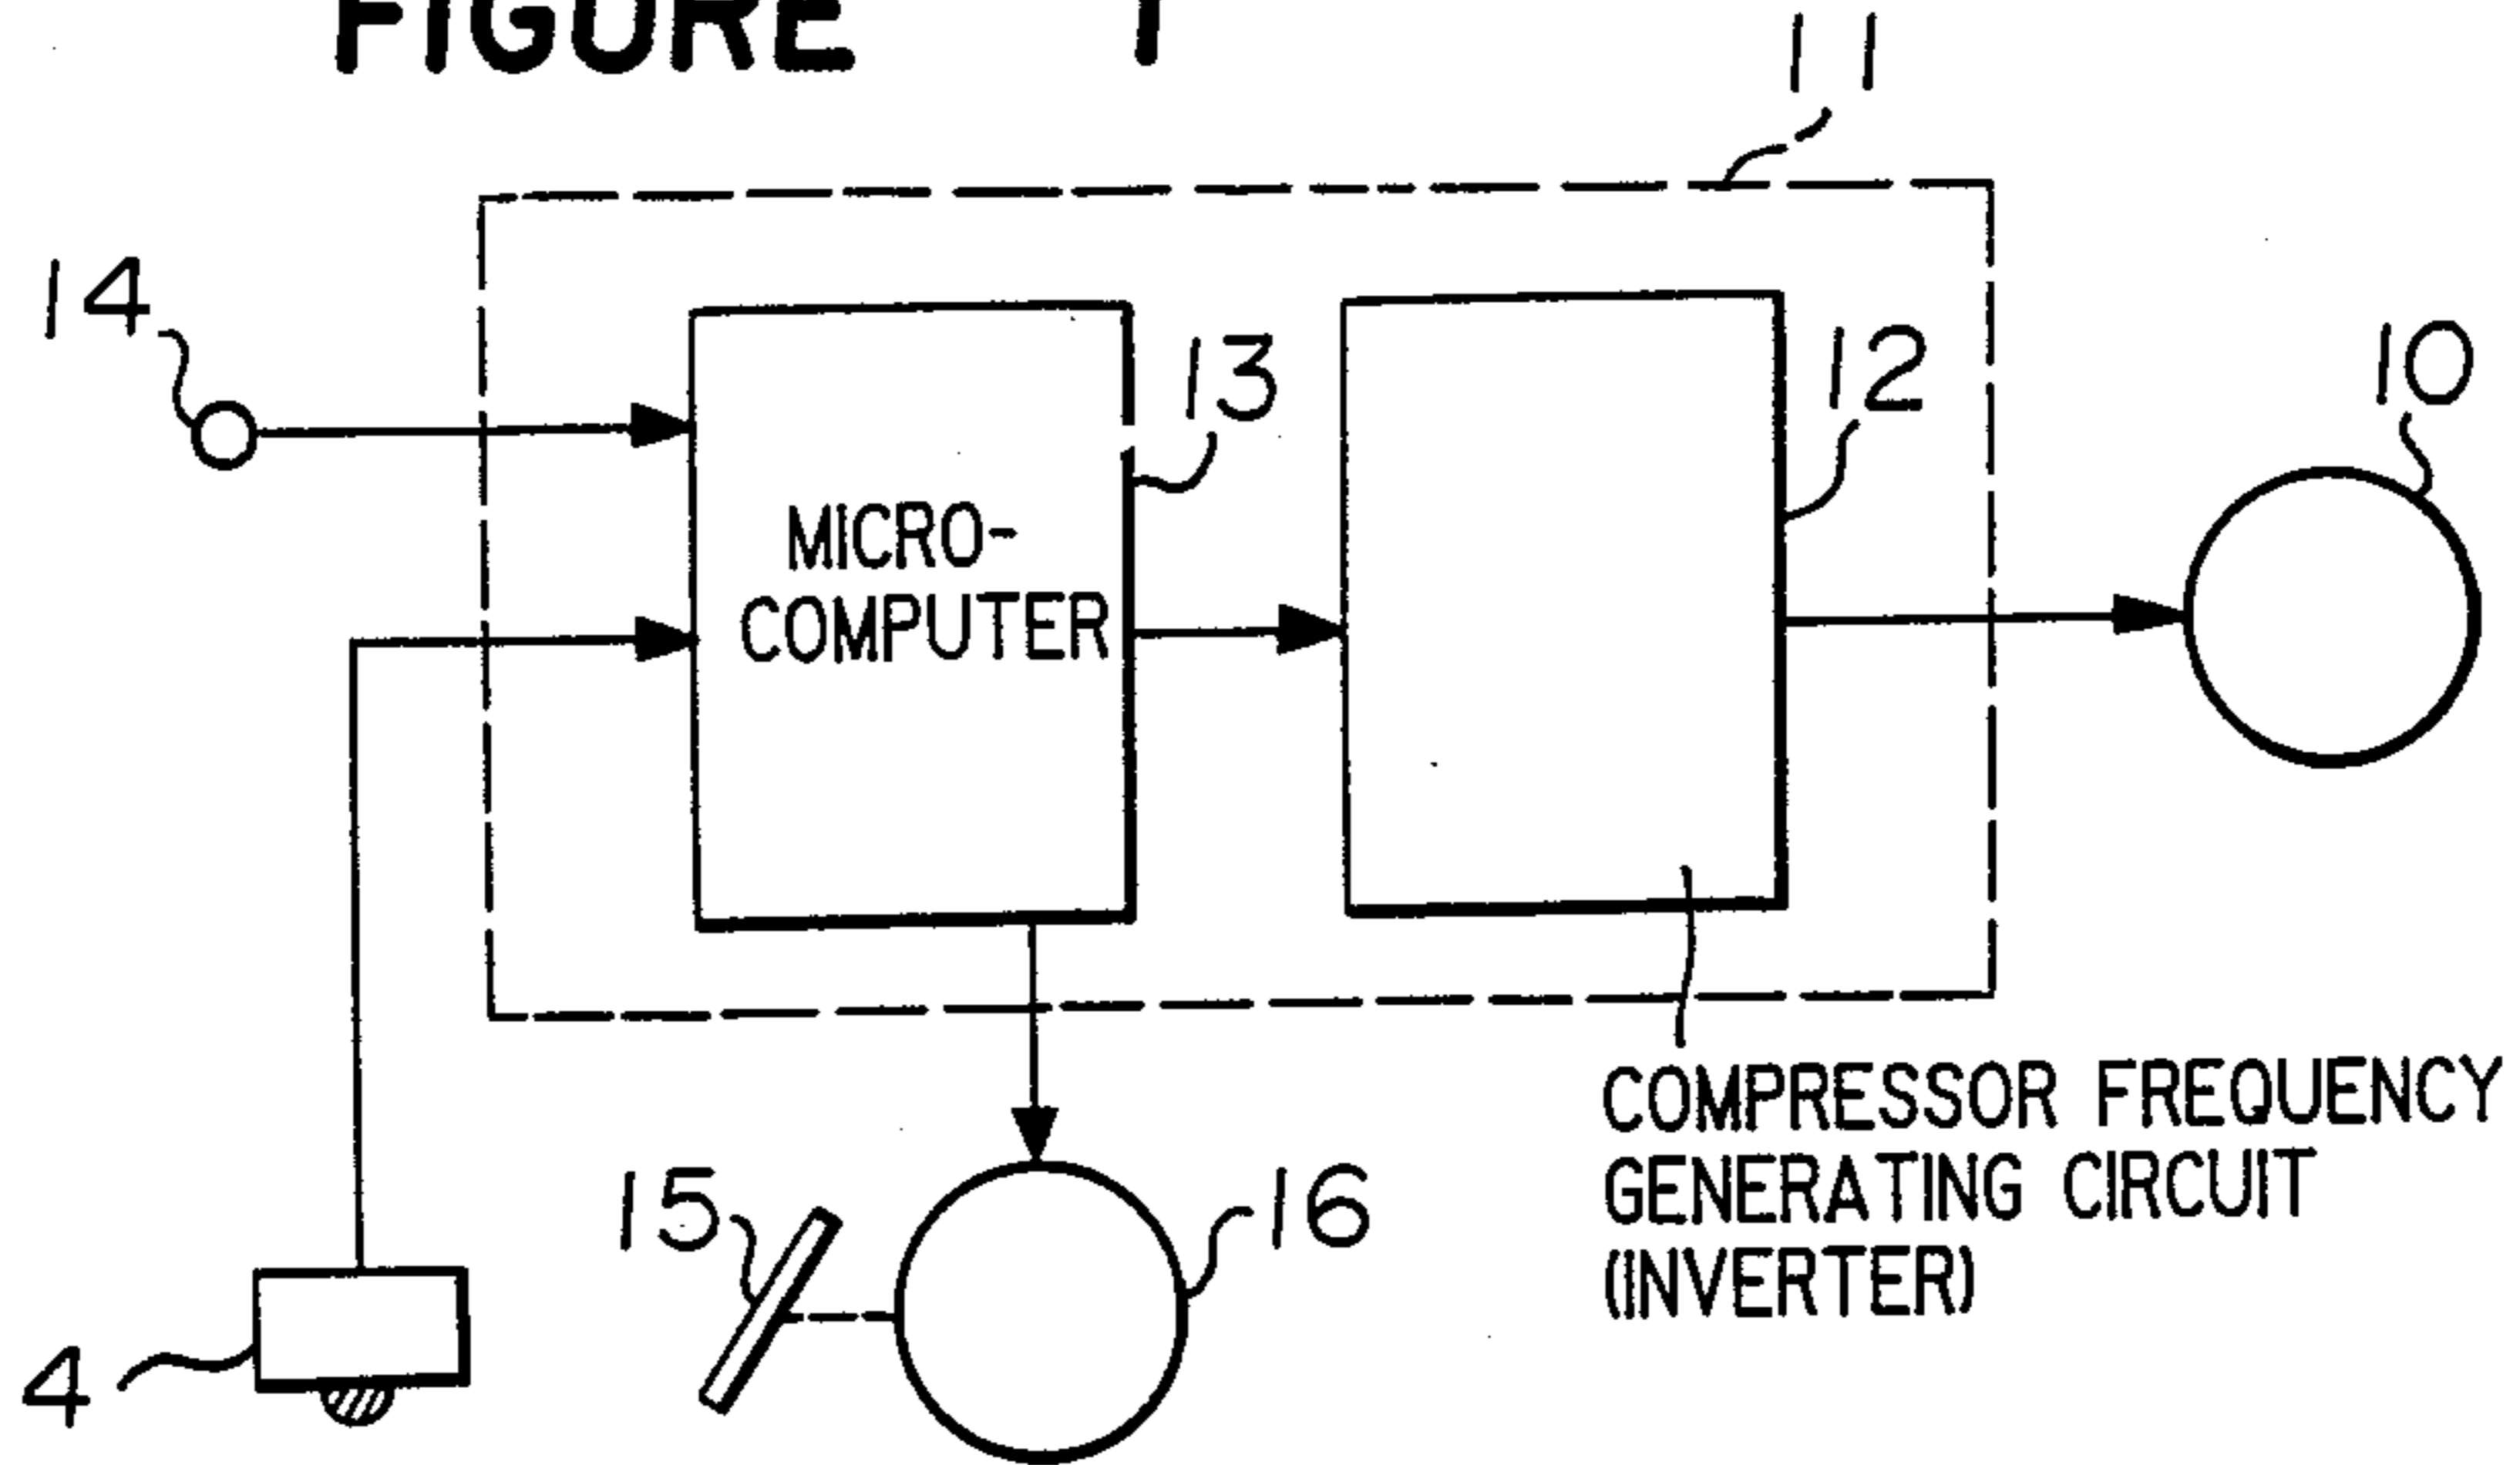 FIGURE 1
11
14
13
12
10
MICRO-
COMPUTER
COMPRESSOR FREQUENCY
GENERATING CIRCUIT
(INVERTER)
15
16
4